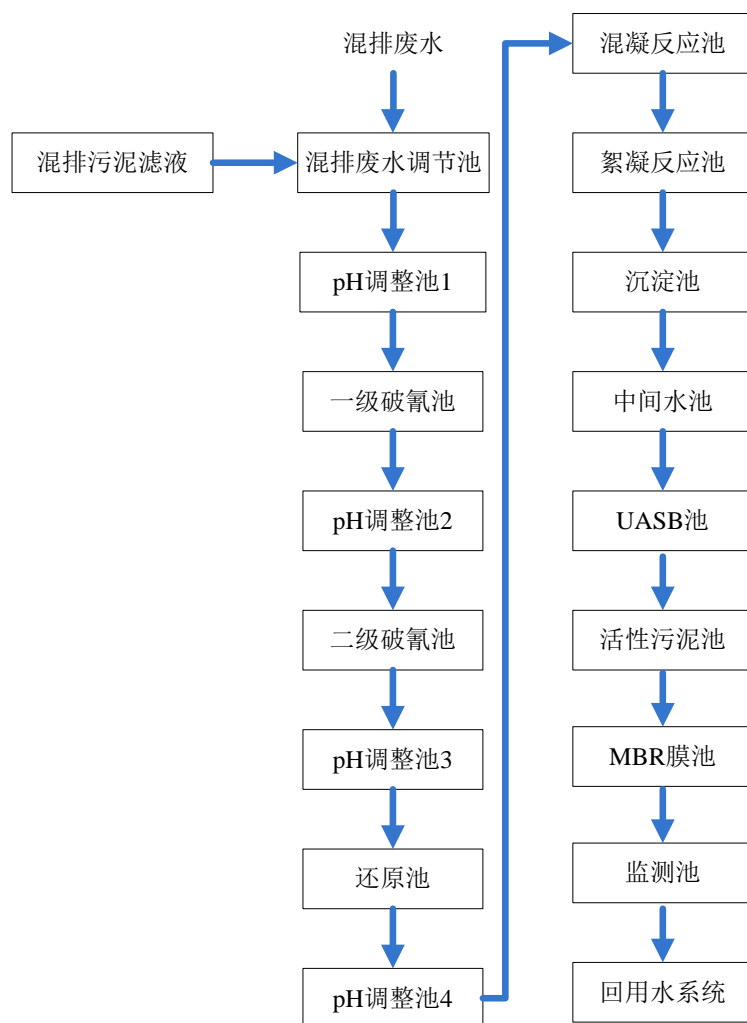 混排废水
混排污泥滤液
混排废水调节池
pH调整池1
一级破氰池
pH调整池2
二级破氰池
pH调整池3
还原池
pH调整池4
混凝反应池
絮凝反应池
沉淀池
中间水池
UASB池
活性污泥池
MBR膜池
监测池
回用水系统